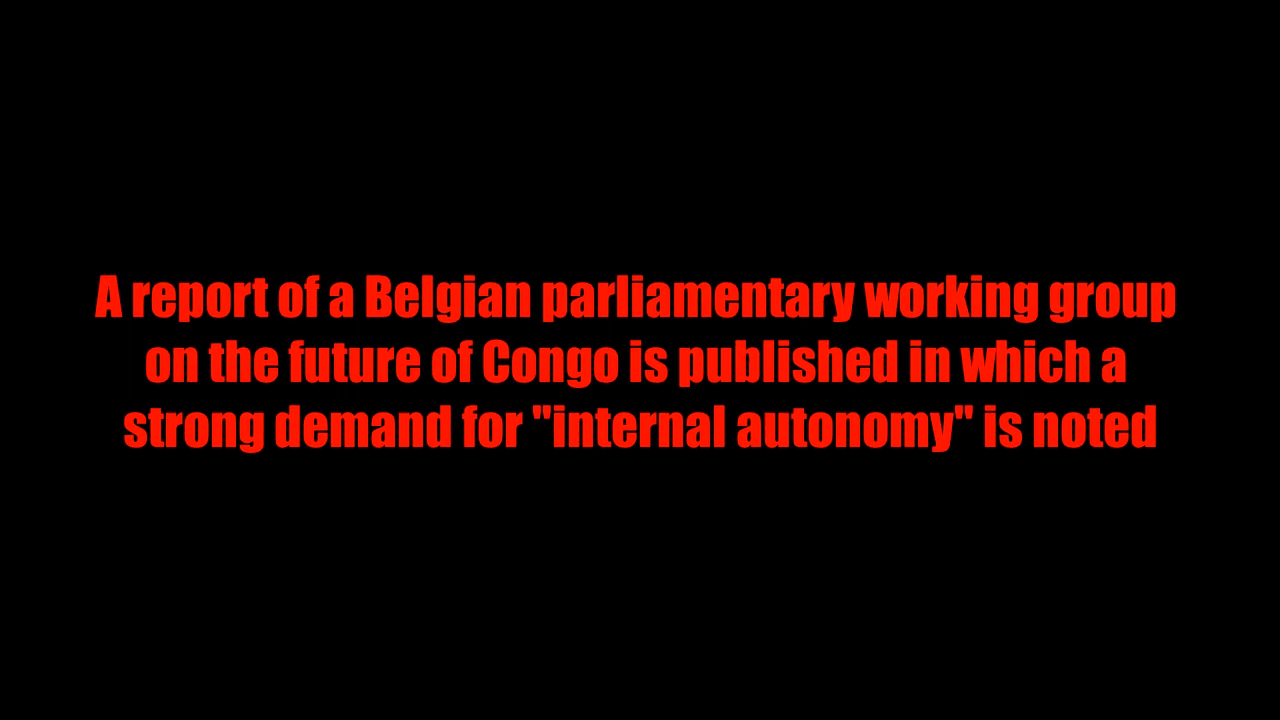 A report of a Belgian parliamentary working group
on the future of Congo is published in which a
strong demand for "internal autonomy" is noted